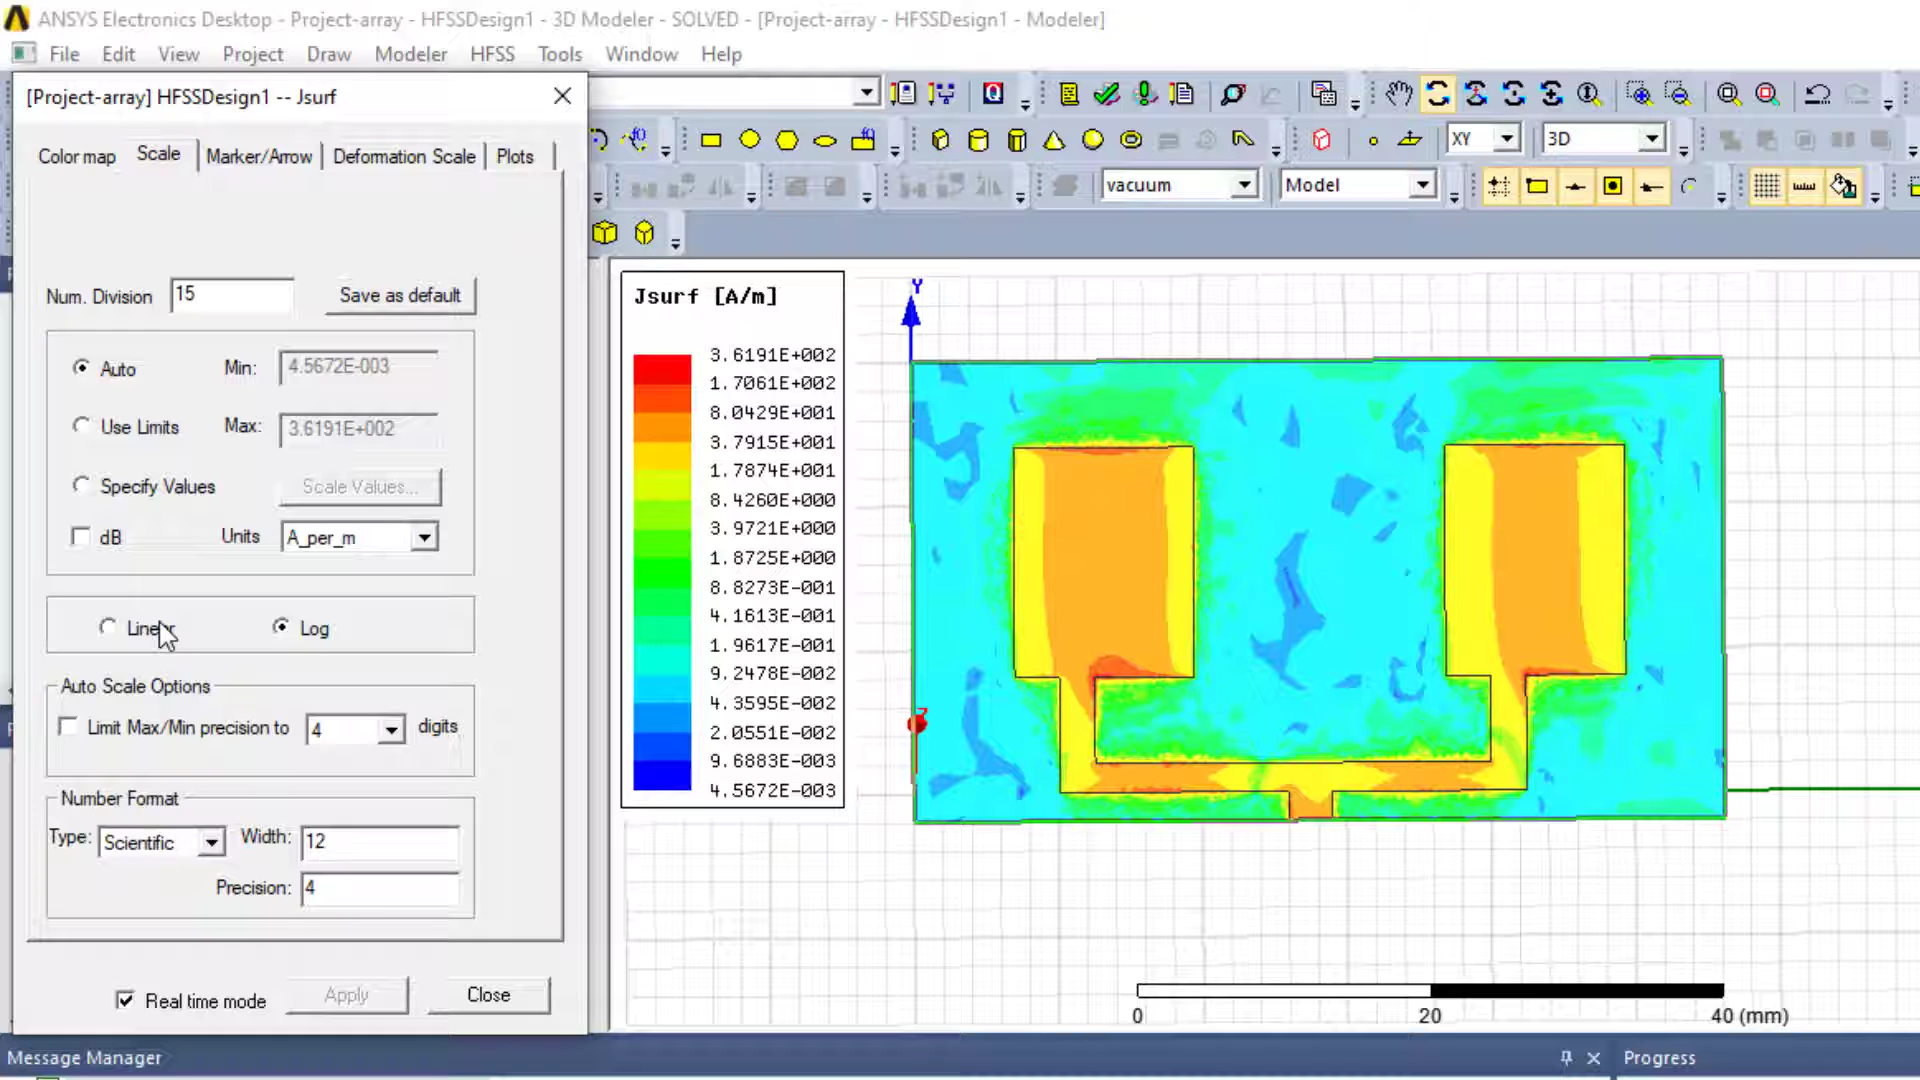 ANSYS Electronics Desktop - Project-array - HFSSDesign1 - 3D Modeler - SOLVED - [Project-array - HFSSDesign1 - Modeler]
File Edit View Project Draw Modeler HFSS Tools Window Help
[Project-array] HFSSDesign1 -- Jsurf
Color map Scale Marker/Arrow Deformation Scale Plots
XY 3D
vacuum Model
Num. Division 15 Save as default
Auto Min: 4.5672E-003
Use Limits Max: 3.6191E+002
Specify Values Scale Values...
dB Units A_per_m
Linear Log
Auto Scale Options
Limit Max/Min precision to 4 digits
Number Format
Type: Scientific Width: 12
Precision: 4
Real time mode Apply Close
Jsurf [A/m]
3.6191E+002
1.7061E+002
8.0429E+001
3.7915E+001
1.7874E+001
8.4260E+000
3.9721E+000
1.8725E+000
8.8273E-001
4.1613E-001
1.9617E-001
9.2478E-002
4.3595E-002
2.0551E-002
9.6883E-003
4.5672E-003
Y
0 20 40 (mm)
Message Manager Progress